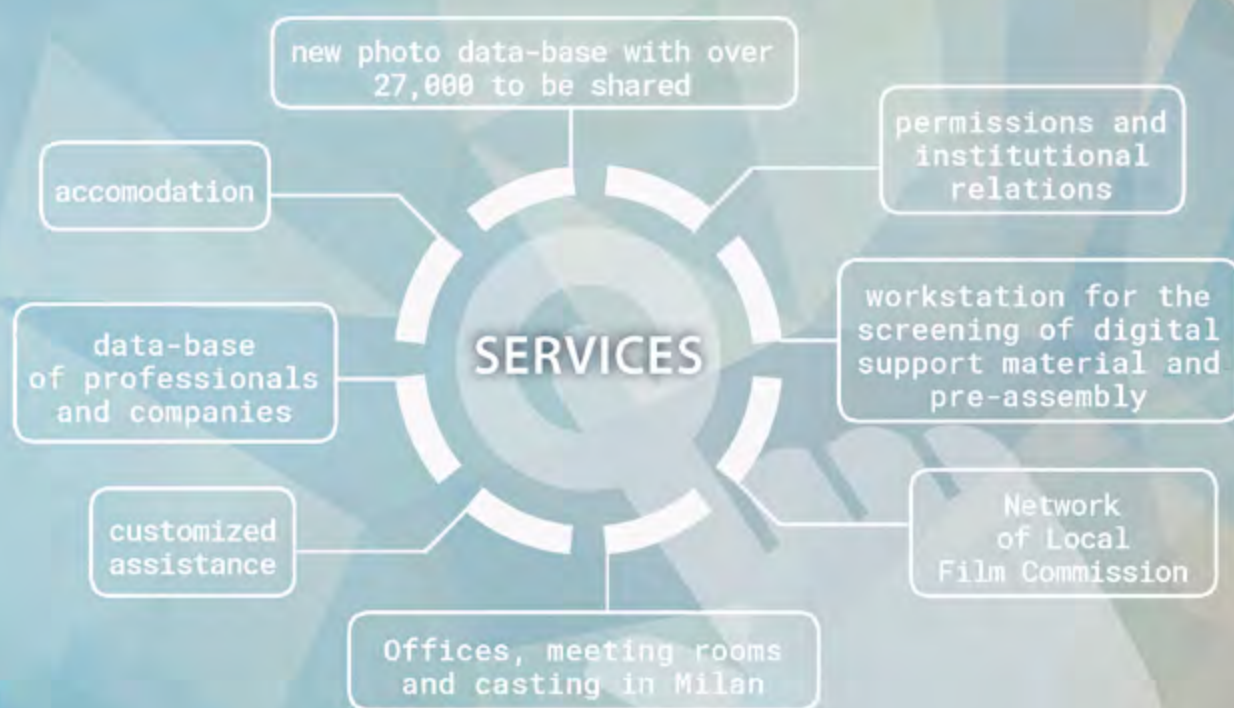 new photo data-base with over
27,000 to be shared
permissions and
institutional
relations
accomodation
SERVICES
workstation for the
screening of digital
support material and
pre-assembly
data-base
of professionals
and companies
Network
of Local
Film Commission
customized
assistance
Offices, meeting rooms
and casting in Milan